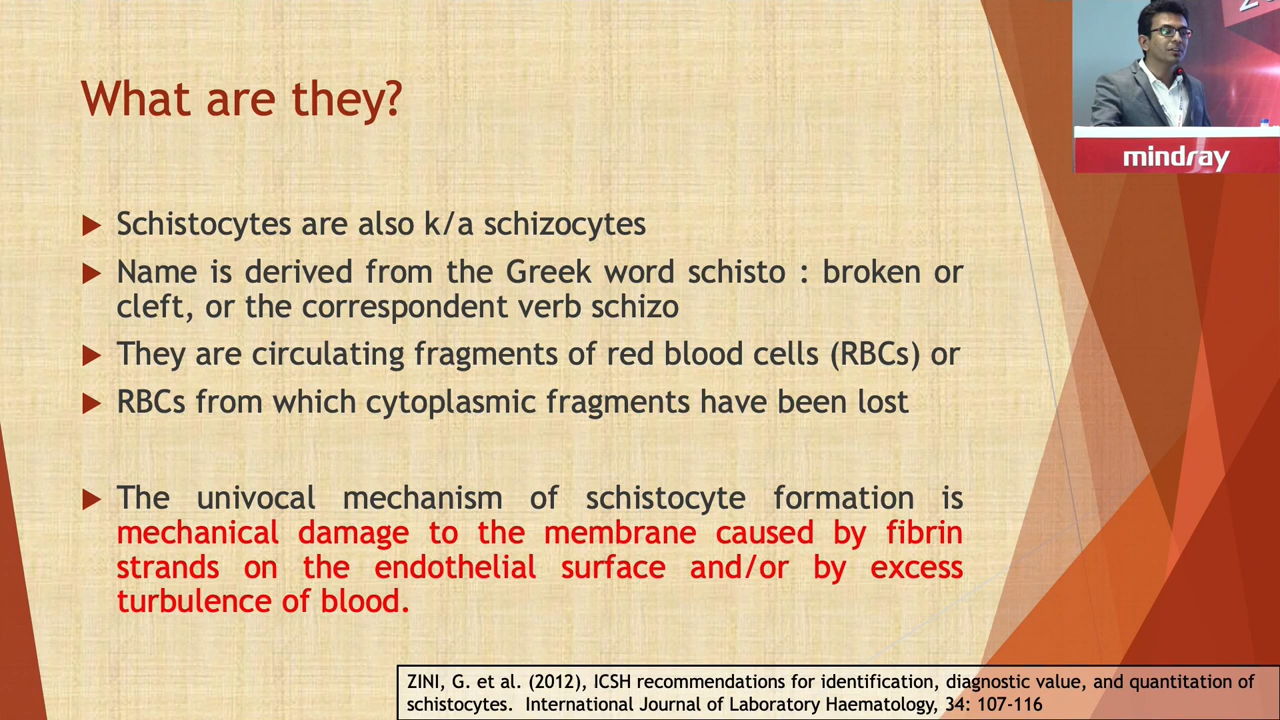 What are they?
Schistocytes are also k/a schizocytes
Name is derived from the Greek word schisto : broken or
cleft, or the correspondent verb schizo
They are circulating fragments of red blood cells (RBCs) or
RBCs from which cytoplasmic fragments have been lost
The univocal mechanism of schistocyte formation is
mechanical damage to the membrane caused by fibrin
strands on the endothelial surface and/or by excess
turbulence of blood.
ZINI, G. et al. (2012), ICSH recommendations for identification, diagnostic value, and quantitation of
schistocytes. International Journal of Laboratory Haematology, 34: 107-116
mindray